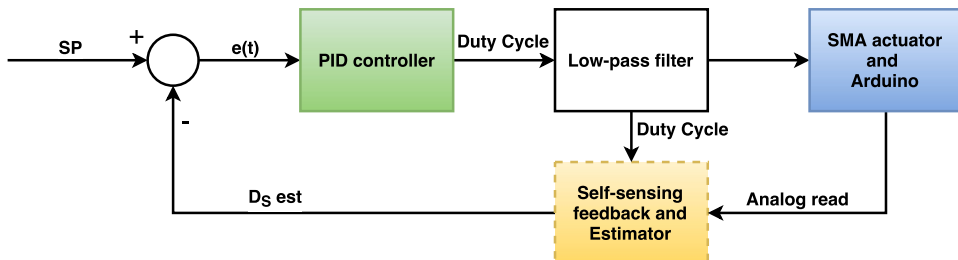 SP
+
-
e(t)
PID controller
Duty Cycle
Low-pass filter
SMA actuator
and
Arduino
Duty Cycle
Self-sensing
feedback and
Estimator
Analog read
DS est